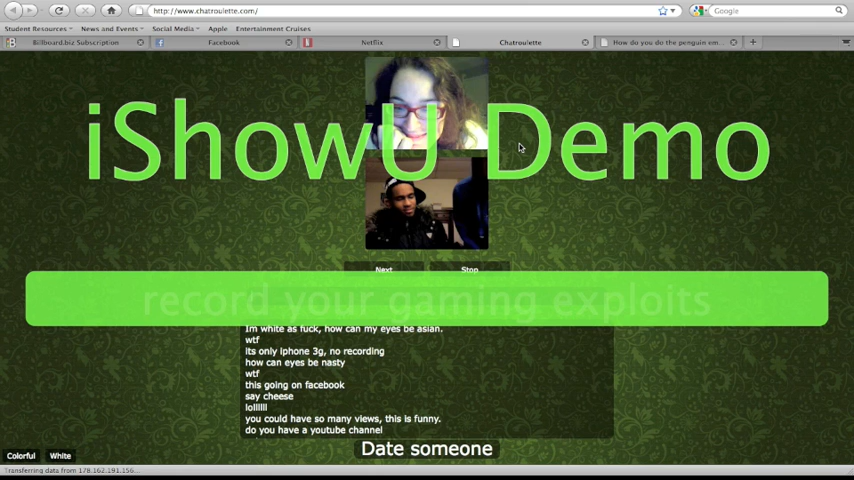 http://www.chatroulette.com/
Google
Student Resources
News and Events
Social Media
Apple
Entertainment Cruises
Billboard.biz Subscription
Facebook
Netflix
Chatroulette
How do you do the penguin em...
iShowU Demo
Next
Stop
record your gaming exploits
Im white as fuck, how can my eyes be asian.
wtf
its only iphone 3g, no recording
how can eyes be nasty
wtf
this going on facebook
say cheese
lollllll
you could have so many views, this is funny.
do you have a youtube channel
Date someone
Colorful
White
Transferring data from 178.162.191.156...